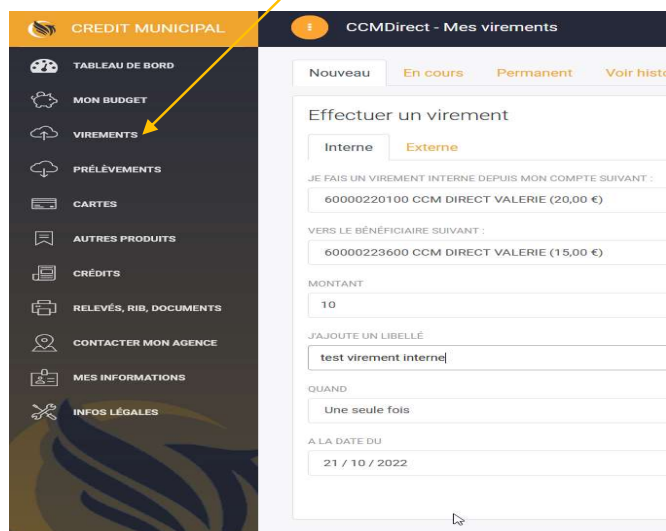 CREDIT MUNICIPAL
TABLEAU DE BORD
MON BUDGET
VIREMENTS
PRÉLÈVEMENTS
CARTES
AUTRES PRODUITS
CRÉDITS
RELEVÉS, RIB, DOCUMENTS
CONTACTER MON AGENCE
MES INFORMATIONS
INFOS LÉGALES
CCMDirect - Mes virements
Nouveau En cours Permanent Voir
Effectuer un virement
Interne Externe
JE FAIS UN VIREMENT INTERNE DEPUIS MON COMPTE SUIVANT :
60000220100 CCM DIRECT VALERIE (20,00 €)
VERS LE BÉNÉFICIAIRE SUIVANT :
60000223600 CCM DIRECT VALERIE (15,00 €)
MONTANT
10
J'AJOUTE UN LIBELLÉ
test virement interne
QUAND
Une seule fois
A LA DATE DU
21 / 10 / 2022